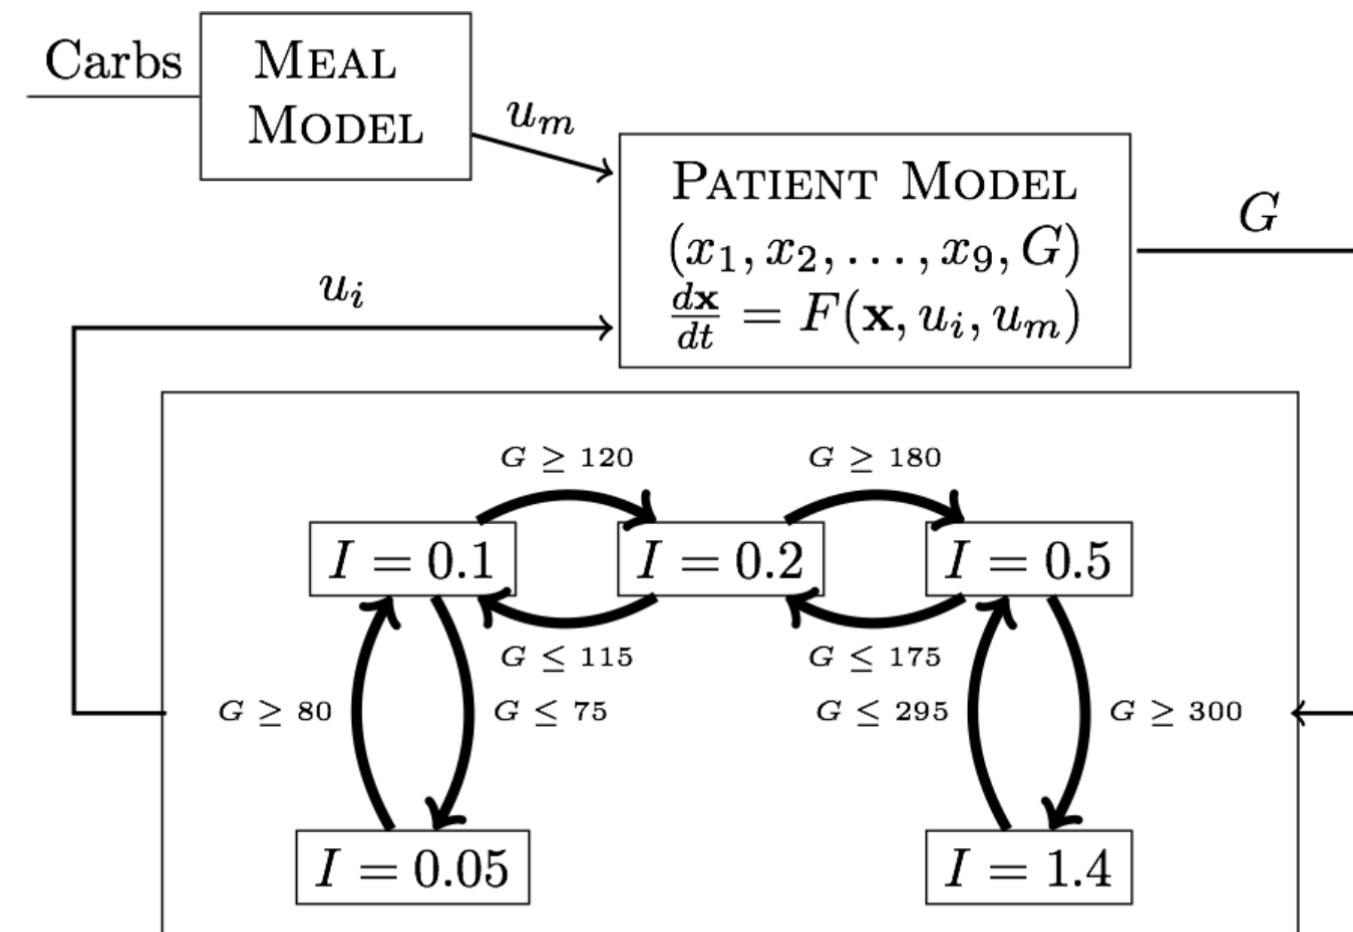 Carbs
MEAL
MODEL
u_m
PATIENT MODEL
(x_1, x_2, . . . , x_9, G)
dx/dt = F(x, u_i, u_m)
G
u_i
G ≥ 120
G ≥ 180
I = 0.1
I = 0.2
I = 0.5
G ≤ 115
G ≤ 175
G ≥ 80
G ≤ 75
G ≤ 295
G ≥ 300
I = 0.05
I = 1.4